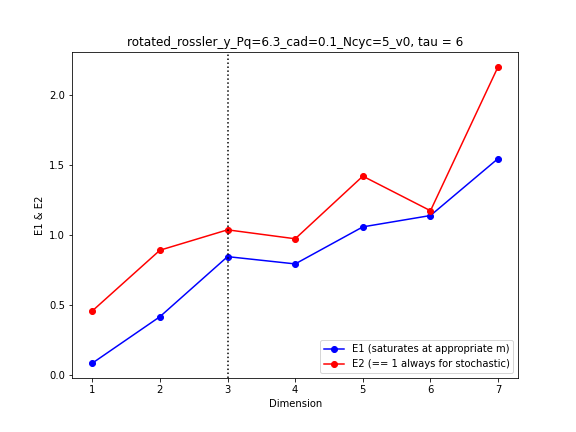 rotated_rossler_y_Pq=6.3_cad=0.1_Ncyc=5_v0, tau = 6
2.0
1.5
1.0
0.5
0.0
E1 & E2
E1 (saturates at appropriate m)
E2 (== 1 always for stochastic)
1 2 3 4 5 6 7
Dimension